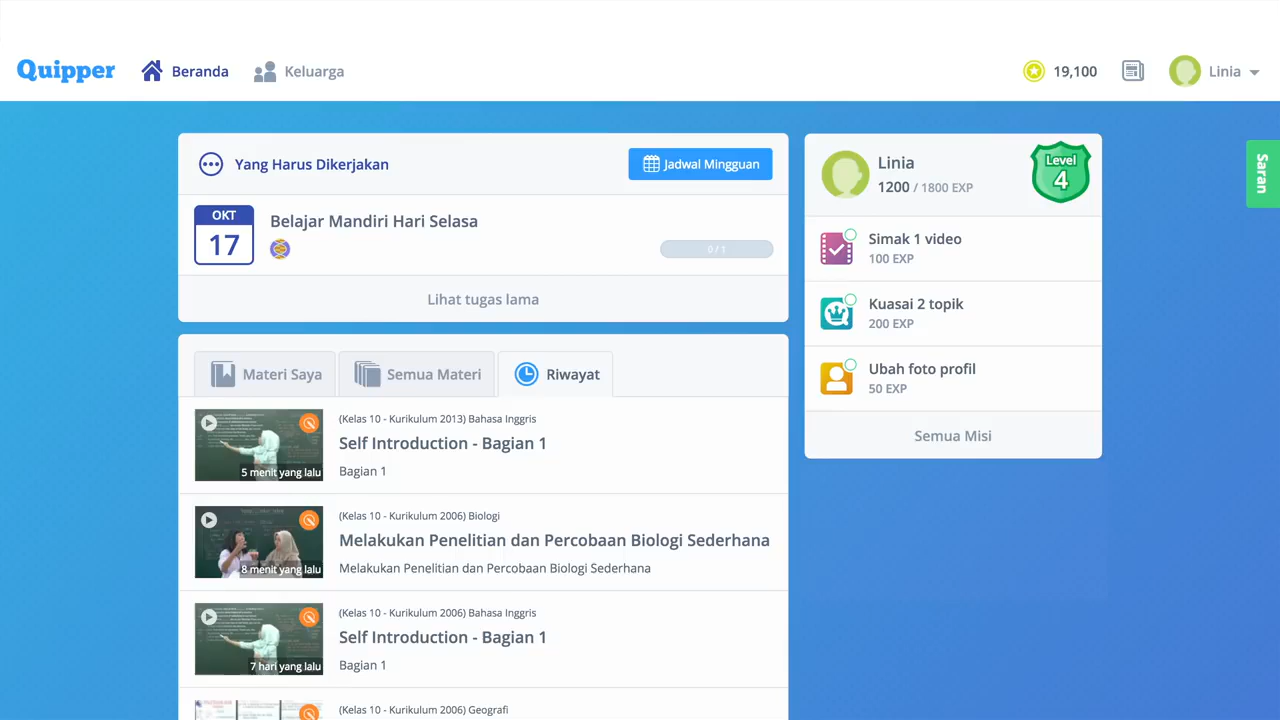 Quipper
Beranda
Keluarga
19,100
Linia
Yang Harus Dikerjakan
Jadwal Mingguan
OKT
17
Belajar Mandiri Hari Selasa
0 / 1
Lihat tugas lama
Materi Saya
Semua Materi
Riwayat
(Kelas 10 - Kurikulum 2013) Bahasa Inggris
Self Introduction - Bagian 1
Bagian 1
5 menit yang lalu
(Kelas 10 - Kurikulum 2006) Biologi
Melakukan Penelitian dan Percobaan Biologi Sederhana
Melakukan Penelitian dan Percobaan Biologi Sederhana
8 menit yang lalu
(Kelas 10 - Kurikulum 2006) Bahasa Inggris
Self Introduction - Bagian 1
Bagian 1
7 hari yang lalu
(Kelas 10 - Kurikulum 2006) Geografi
Linia
1200 / 1800 EXP
Level
4
Simak 1 video
100 EXP
Kuasai 2 topik
200 EXP
Ubah foto profil
50 EXP
Semua Misi
Saran